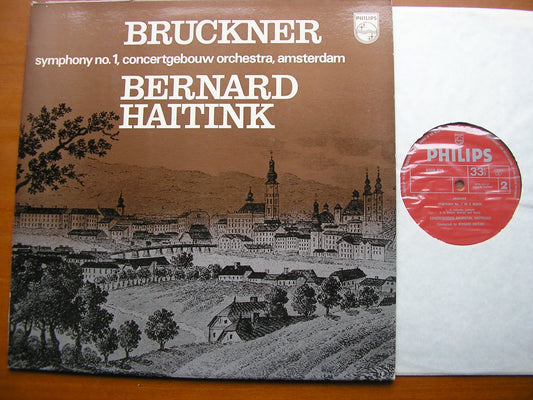 BRUCKNER
PHILIPS
symphony no.1, concertgebouw orchestra, amsterdam
BERNARD
HAITINK
PHILIPS
33
2